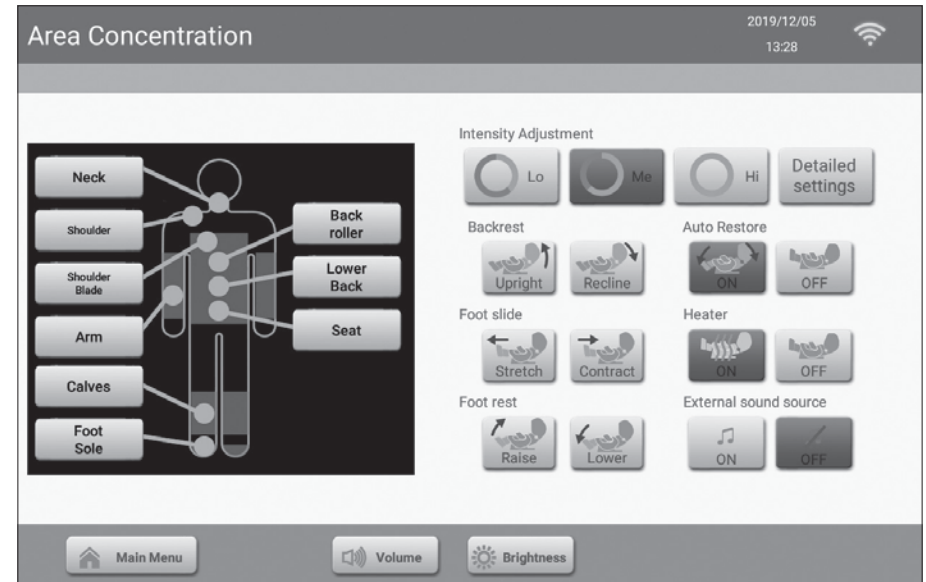 Area Concentration
2019/12/05
13:28
Neck
Shoulder
Shoulder
Blade
Arm
Calves
Foot
Sole
Back
roller
Lower
Back
Seat
Intensity Adjustment
Lo
Me
Hi
Detailed
settings
Backrest
Upright
Recline
Auto Restore
ON
OFF
Foot slide
Stretch
Contract
Heater
ON
OFF
Foot rest
Raise
Lower
External sound source
ON
OFF
Main Menu
Volume
Brightness